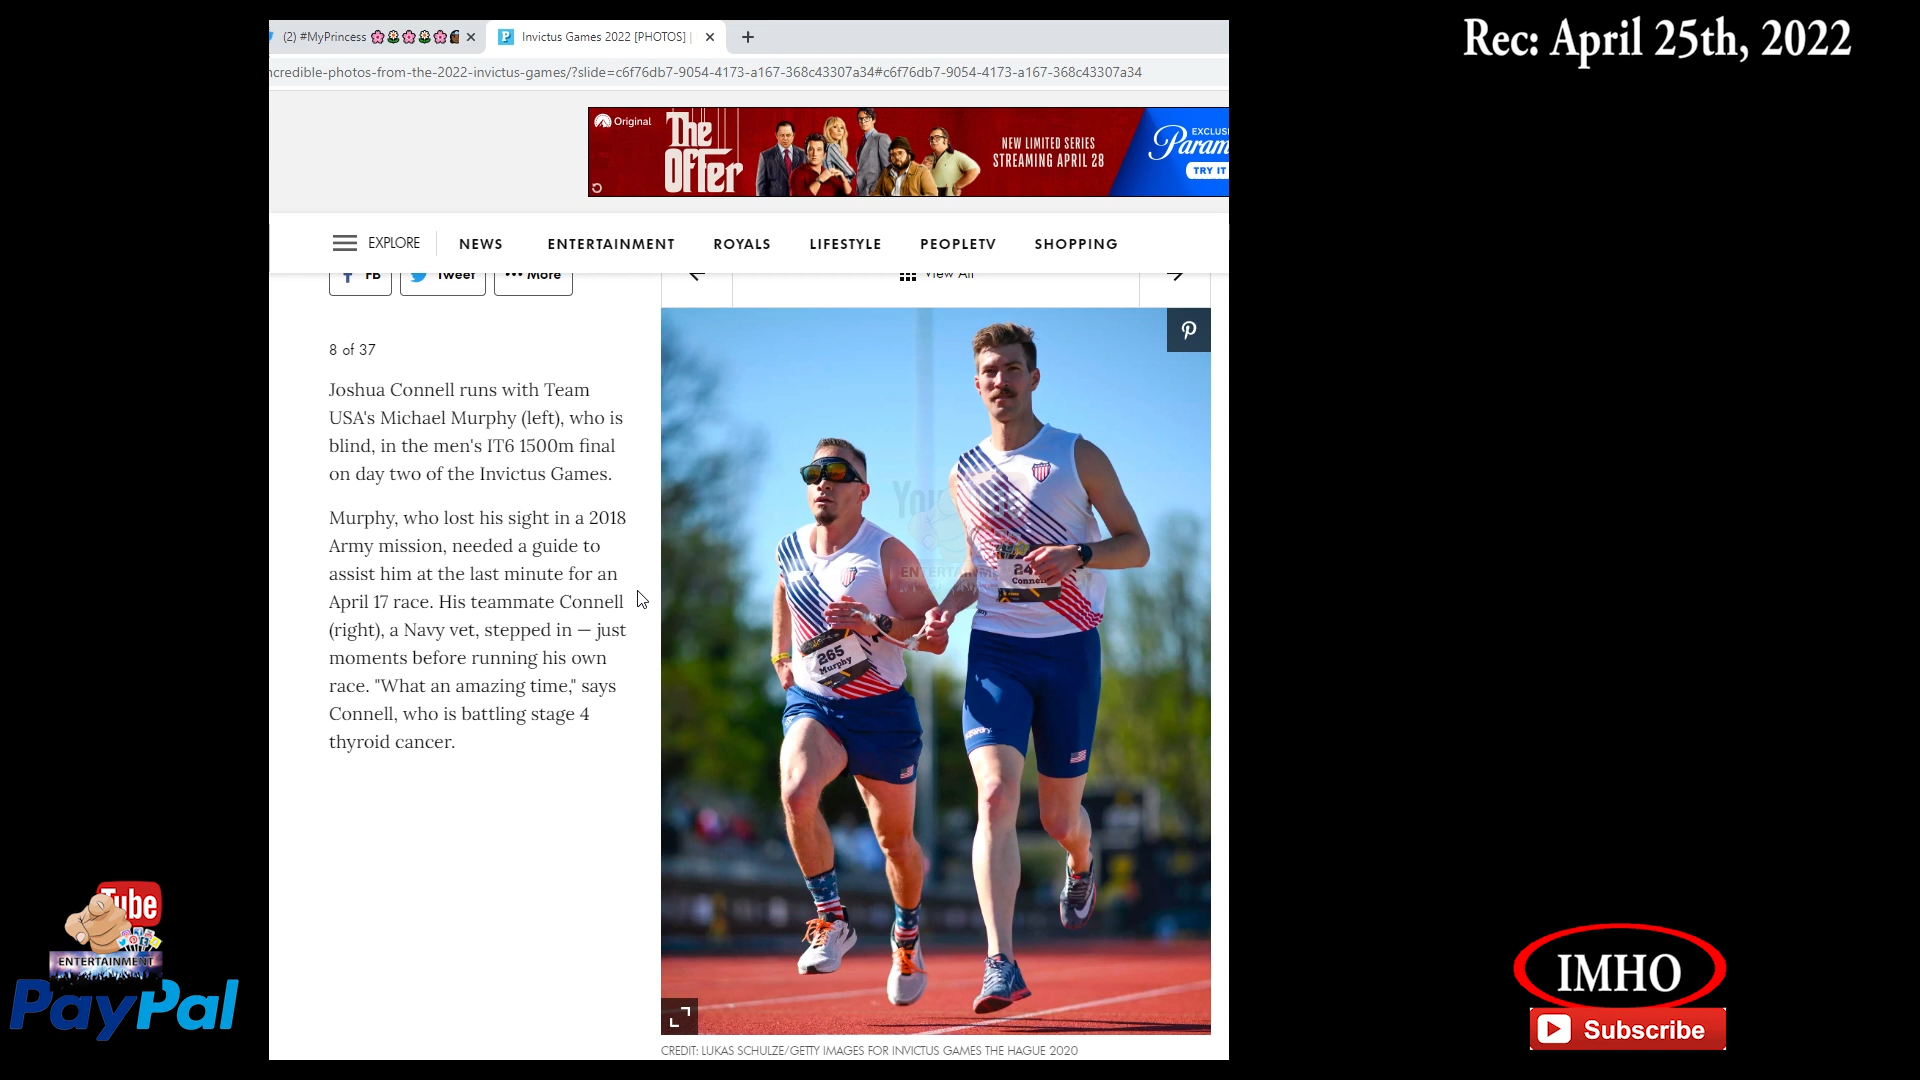 Rec: April 25th, 2022
(2) #MyPrincess
Invictus Games 2022 [PHOTOS] |
ncredible-photos-from-the-2022-invictus-games/?slide=c6f76db7-9054-4173-a167-368c43307a34#c6f76db7-9054-4173-a167-368c43307a34
Original
The Offer
NEW LIMITED SERIES
STREAMING APRIL 28
EXCLUSI
Param
TRY IT
EXPLORE
NEWS
ENTERTAINMENT
ROYALS
LIFESTYLE
PEOPLETV
SHOPPING
FB
Tweet
More
View All
8 of 37
Joshua Connell runs with Team
USA's Michael Murphy (left), who is
blind, in the men's IT6 1500m final
on day two of the Invictus Games.
Murphy, who lost his sight in a 2018
Army mission, needed a guide to
assist him at the last minute for an
April 17 race. His teammate Connell
(right), a Navy vet, stepped in — just
moments before running his own
race. "What an amazing time," says
Connell, who is battling stage 4
thyroid cancer.
265
Murphy
24
Connell
CREDIT: LUKAS SCHULZE/GETTY IMAGES FOR INVICTUS GAMES THE HAGUE 2020
Tube
ENTERTAINMENT
PayPal
IMHO
Subscribe